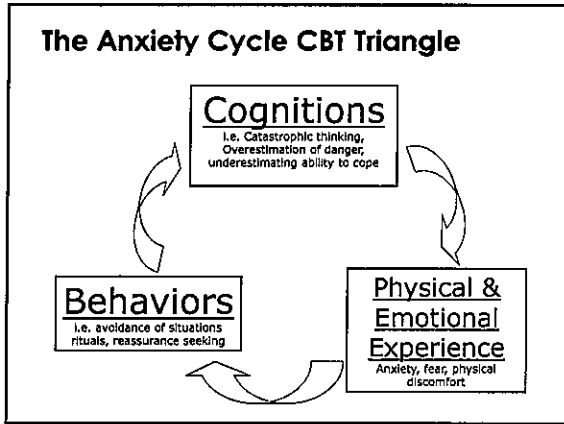 The Anxiety Cycle CBT Triangle
Cognitions
i.e. Catastrophic thinking,
Overestimation of danger,
underestimating ability to cope
Physical &
Emotional
Experience
Anxiety, fear, physical
discomfort
Behaviors
i.e. avoidance of situations
rituals, reassurance seeking